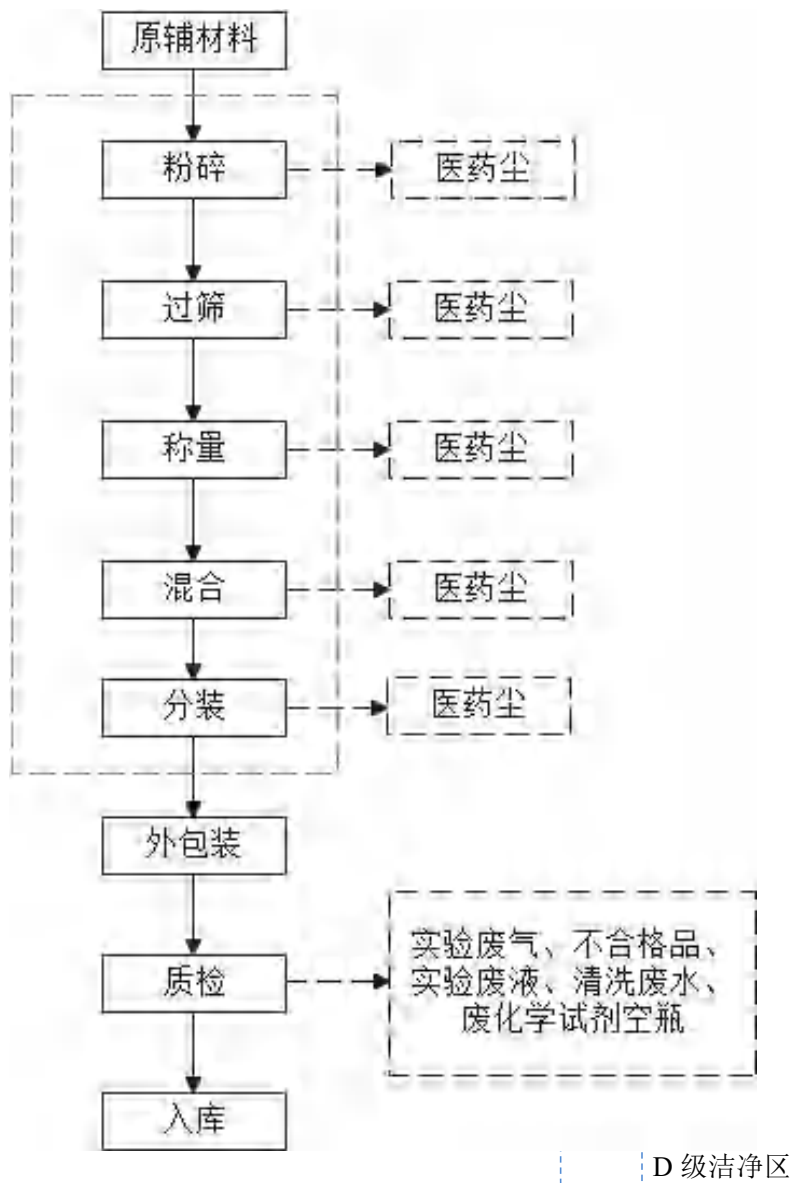 原辅材料
粉碎
医药尘
过筛
医药尘
称量
医药尘
混合
医药尘
分装
医药尘
外包装
质检
实验废气、不合格品、
实验废液、清洗废水、
废化学试剂空瓶
入库
D 级洁净区